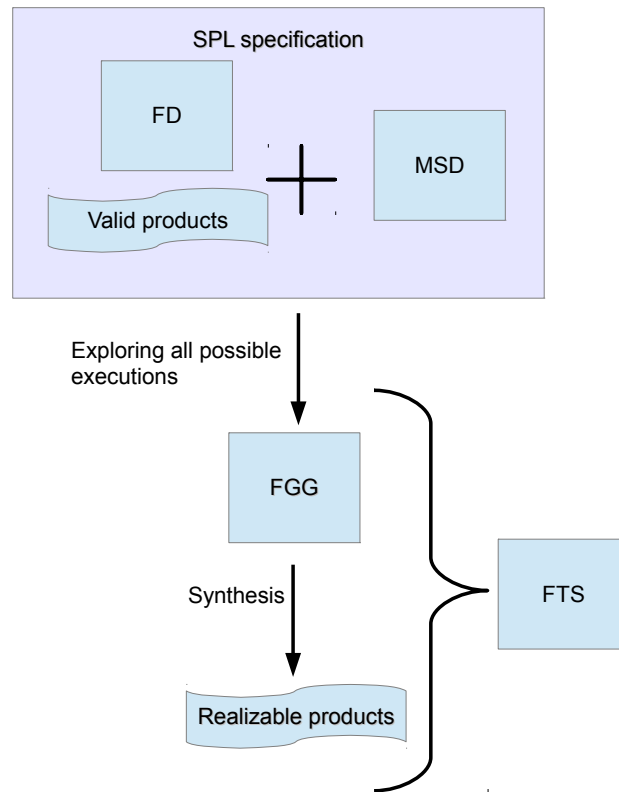 SPL specification
FD
MSD
Valid products
Exploring all possible
executions
FGG
Synthesis
FTS
Realizable products